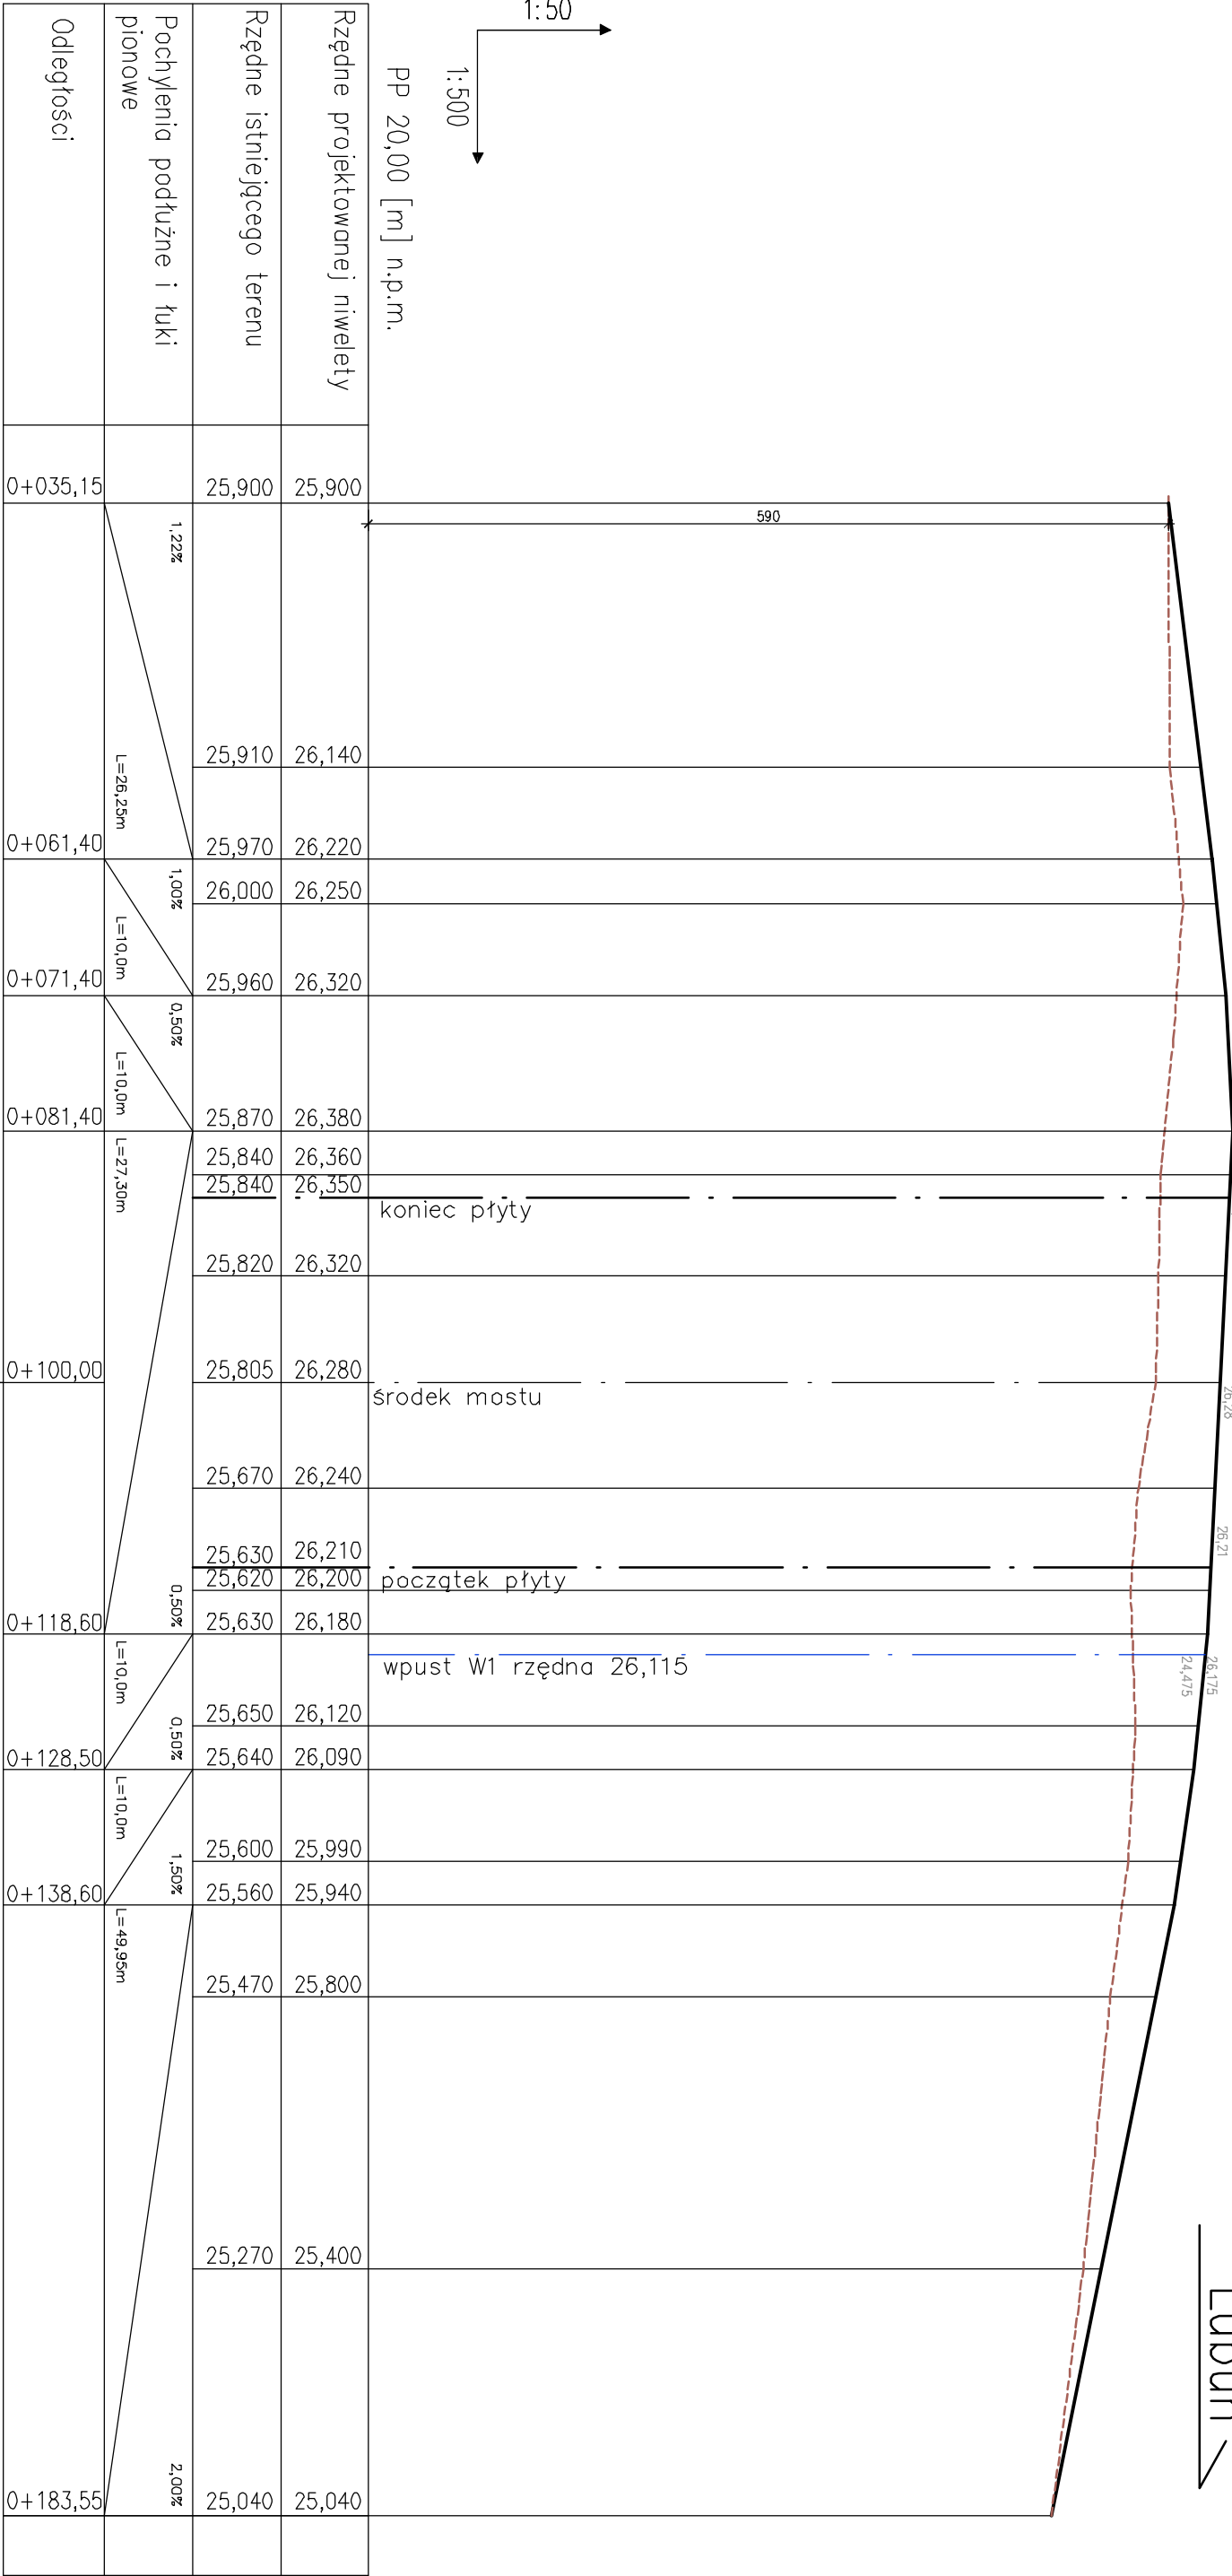 1:50
1:500
PP 20,00 [m] n.p.m.
Rzędne projektowanej niwelety
Rzędne istniejącego terenu
Pochylenia podłużne i łuki
pionowe
Odległości
590
0+035,15 25,900 25,900
1,22%
L=26,25m
25,910 26,140
0+061,40 25,970 26,220
1,00%
L=10,0m
26,000 26,250
0+071,40 25,960 26,320
0,50%
L=10,0m
0+081,40 25,870 26,380
L=27,30m
25,840 26,360
25,840 26,350
koniec płyty
25,820 26,320
0+100,00 25,805 26,280
środek mostu
26,28
25,670 26,240
25,630 26,210
26,21
początek płyty
25,620 26,200
0,50%
0+118,60 25,630 26,180
L=10,0m
wpust W1 rzędna 26,115
26,175
24,475
25,650 26,120
0,50%
0+128,50 25,640 26,090
L=10,0m
25,600 25,990
1,50%
0+138,60 25,560 25,940
L=49,95m
25,470 25,800
25,270 25,400
2,00%
0+183,55 25,040 25,040